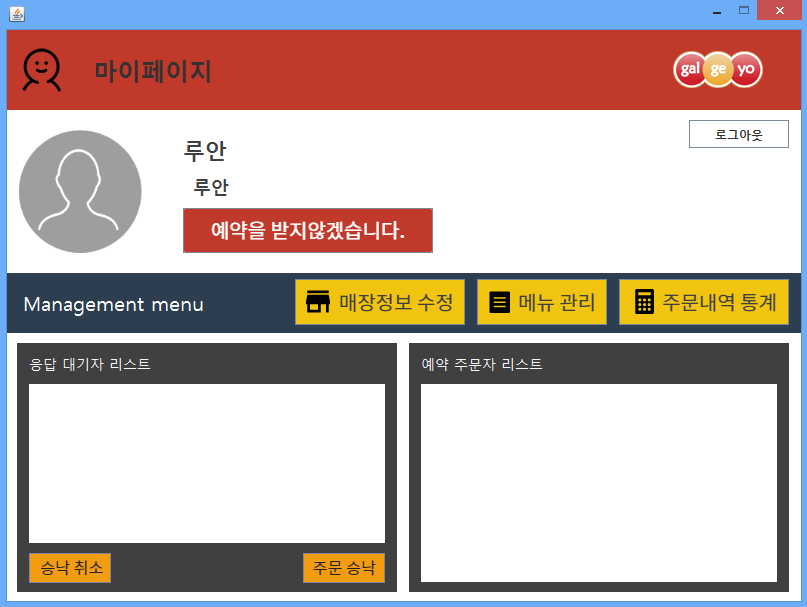 마이페이지
gal ge yo
로그아웃
루안
루안
예약을 받지않겠습니다.
Management menu
매장정보 수정
메뉴 관리
주문내역 통계
응답 대기자 리스트
예약 주문자 리스트
승낙 취소
주문 승낙